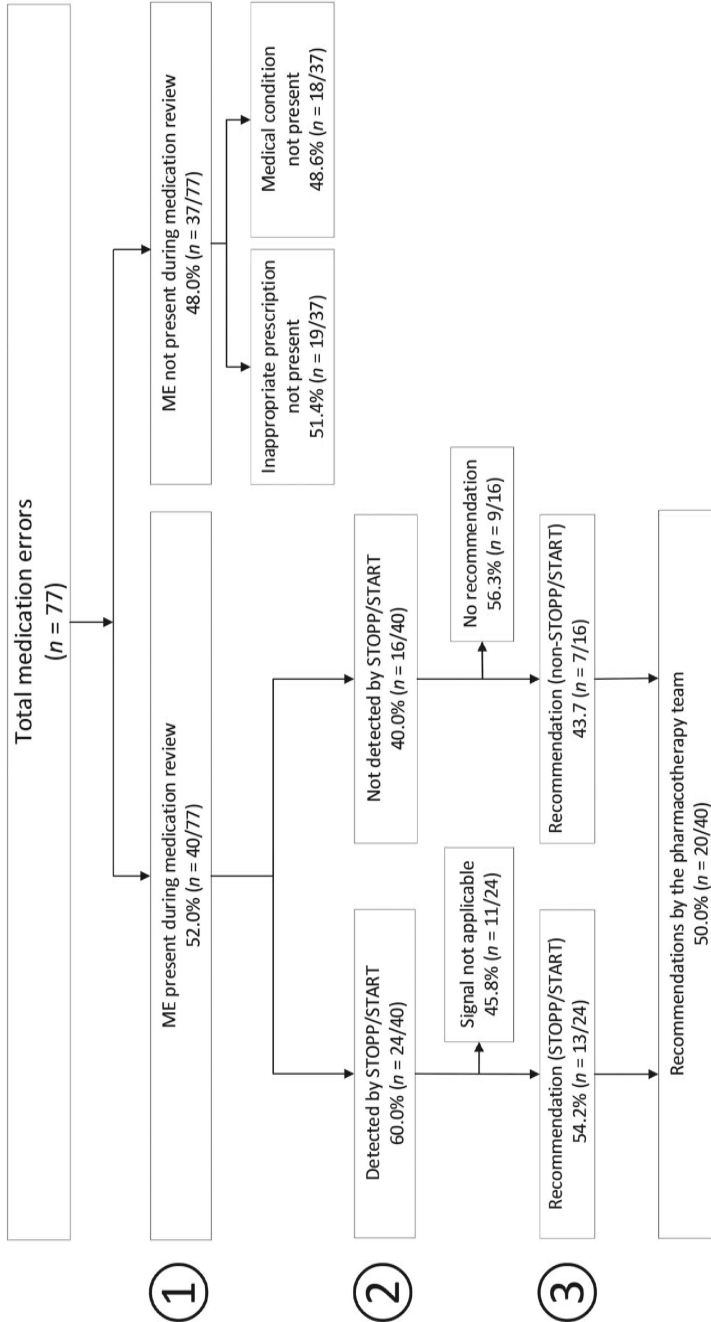 Total medication errors
(n = 77)
①
ME present during medication review
52.0% (n = 40/77)
ME not present during medication review
48.0% (n = 37/77)
Inappropriate prescription
not present
51.4% (n = 19/37)
Medical condition
not present
48.6% (n = 18/37)
②
Detected by STOPP/START
60.0% (n = 24/40)
Not detected by STOPP/START
40.0% (n = 16/40)
Signal not applicable
45.8% (n = 11/24)
No recommendation
56.3% (n = 9/16)
③
Recommendation (STOPP/START)
54.2% (n = 13/24)
Recommendation (non-STOPP/START)
43.7 (n = 7/16)
Recommendations by the pharmacotherapy team
50.0% (n = 20/40)